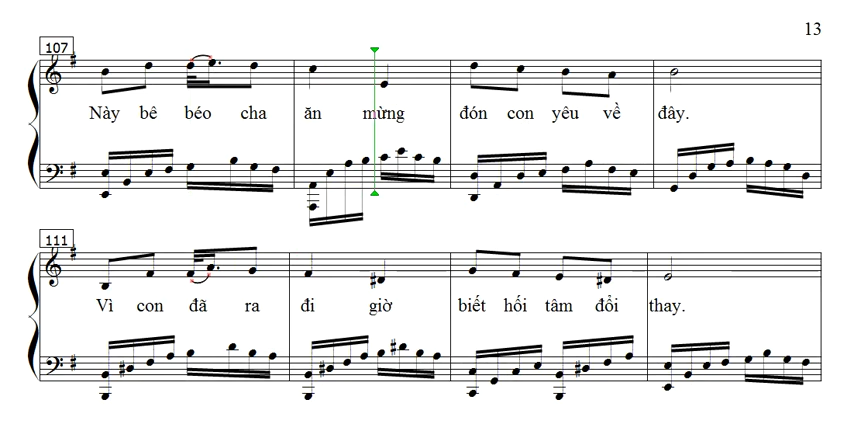 13
107
Này bê béo cha ăn mừng đón con yêu về đây.
111
Vì con đã ra đi giờ biết hối tâm đổi thay.